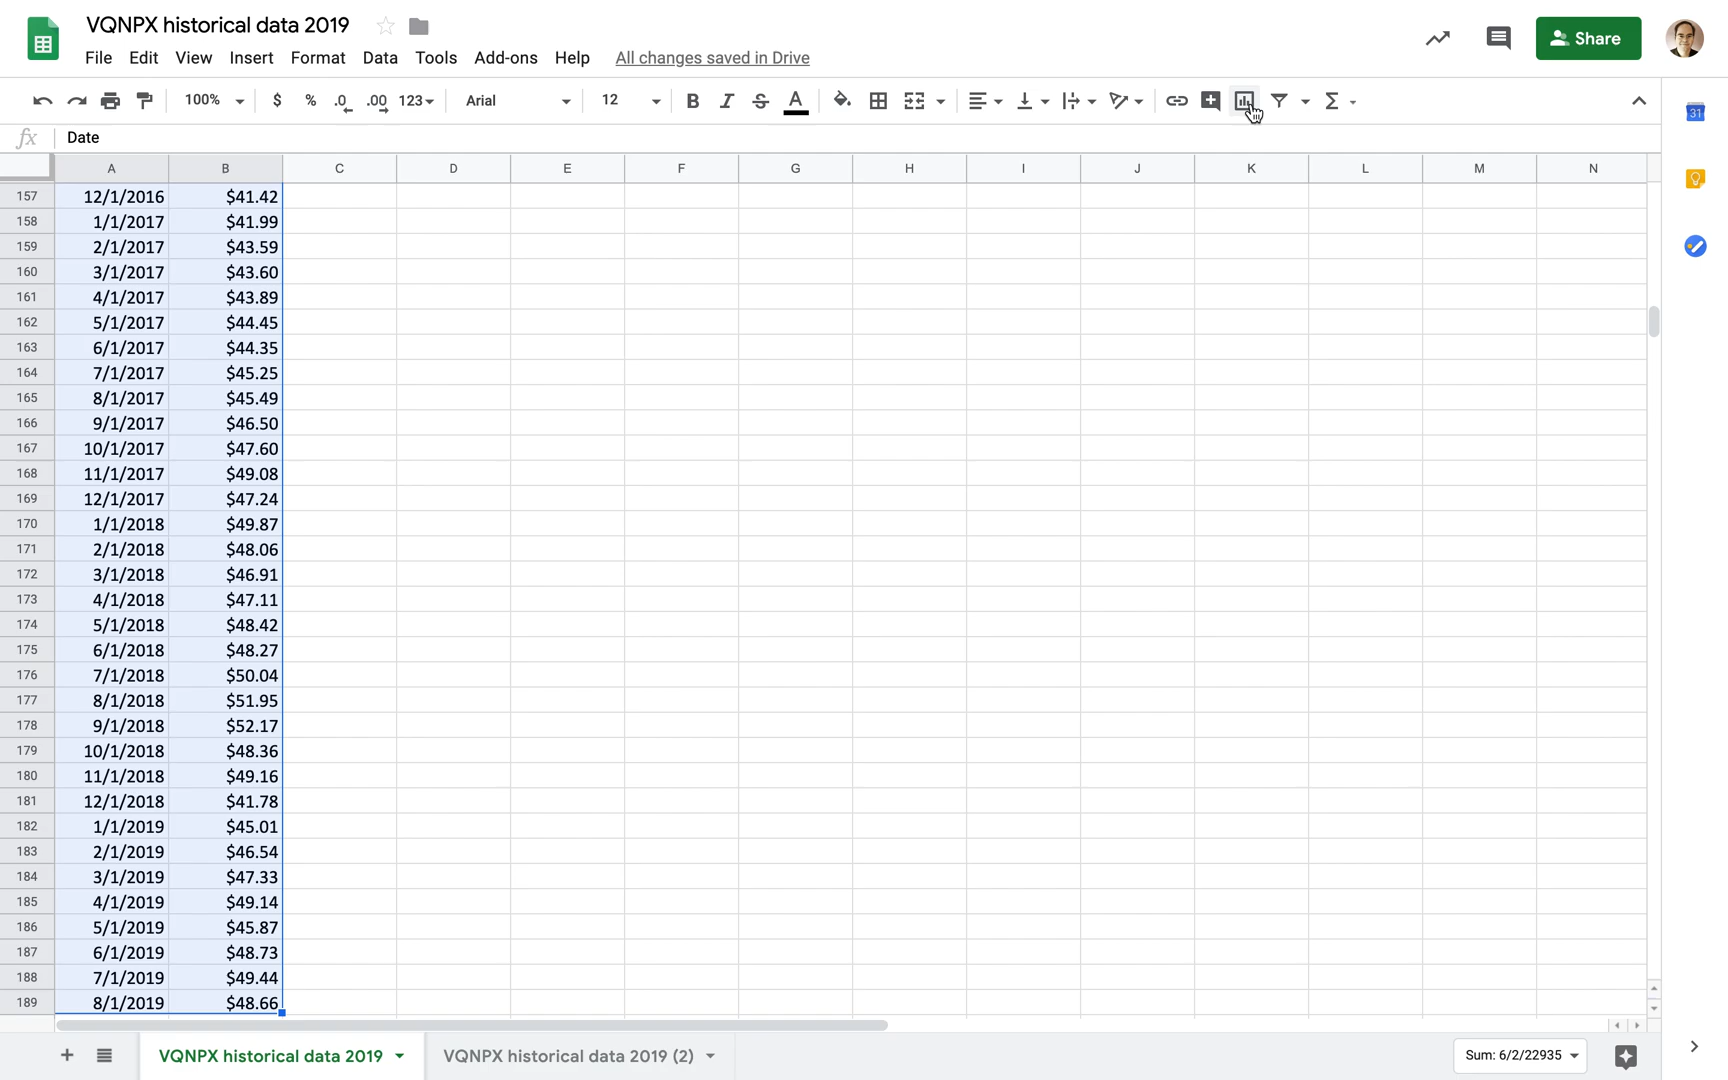 VQNPX historical data 2019
File Edit View Insert Format Data Tools Add-ons Help All changes saved in Drive
Share
100% $ % .0 .00 123 Arial 12 B I S A Σ
31
fx Date
A B C D E F G H I J K L M N
157 12/1/2016 $41.42
158 1/1/2017 $41.99
159 2/1/2017 $43.59
160 3/1/2017 $43.60
161 4/1/2017 $43.89
162 5/1/2017 $44.45
163 6/1/2017 $44.35
164 7/1/2017 $45.25
165 8/1/2017 $45.49
166 9/1/2017 $46.50
167 10/1/2017 $47.60
168 11/1/2017 $49.08
169 12/1/2017 $47.24
170 1/1/2018 $49.87
171 2/1/2018 $48.06
172 3/1/2018 $46.91
173 4/1/2018 $47.11
174 5/1/2018 $48.42
175 6/1/2018 $48.27
176 7/1/2018 $50.04
177 8/1/2018 $51.95
178 9/1/2018 $52.17
179 10/1/2018 $48.36
180 11/1/2018 $49.16
181 12/1/2018 $41.78
182 1/1/2019 $45.01
183 2/1/2019 $46.54
184 3/1/2019 $47.33
185 4/1/2019 $49.14
186 5/1/2019 $45.87
187 6/1/2019 $48.73
188 7/1/2019 $49.44
189 8/1/2019 $48.66
VQNPX historical data 2019 VQNPX historical data 2019 (2) Sum: 6/2/22935